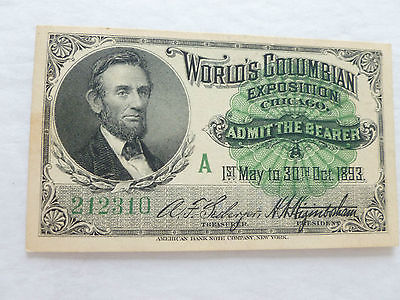 WORLD'S COLUMBIAN
EXPOSITION
CHICAGO.
ADMIT THE BEARER
A
1ST MAY TO 30TH OCT 1893
212310
TREASURER
PRESIDENT
AMERICAN BANK NOTE COMPANY, NEW YORK.